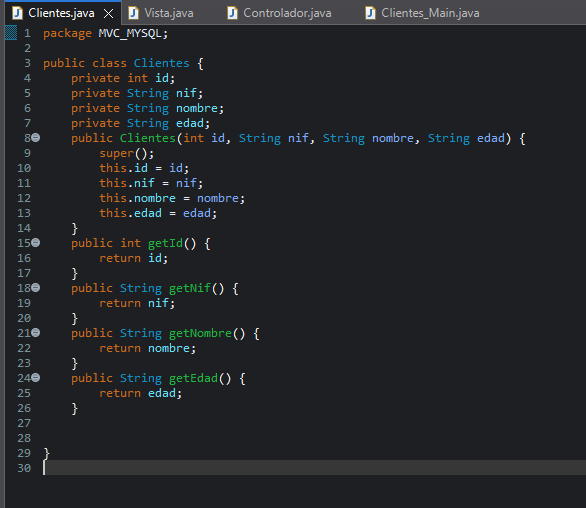 Clientes.java Vista.java Controlador.java Clientes_Main.java
1 package MVC_MYSQL;
2
3 public class Clientes {
4     private int id;
5     private String nif;
6     private String nombre;
7     private String edad;
8     public Clientes(int id, String nif, String nombre, String edad) {
9         super();
10         this.id = id;
11         this.nif = nif;
12         this.nombre = nombre;
13         this.edad = edad;
14     }
15     public int getId() {
16         return id;
17     }
18     public String getNif() {
19         return nif;
20     }
21     public String getNombre() {
22         return nombre;
23     }
24     public String getEdad() {
25         return edad;
26     }
27
28
29 }
30